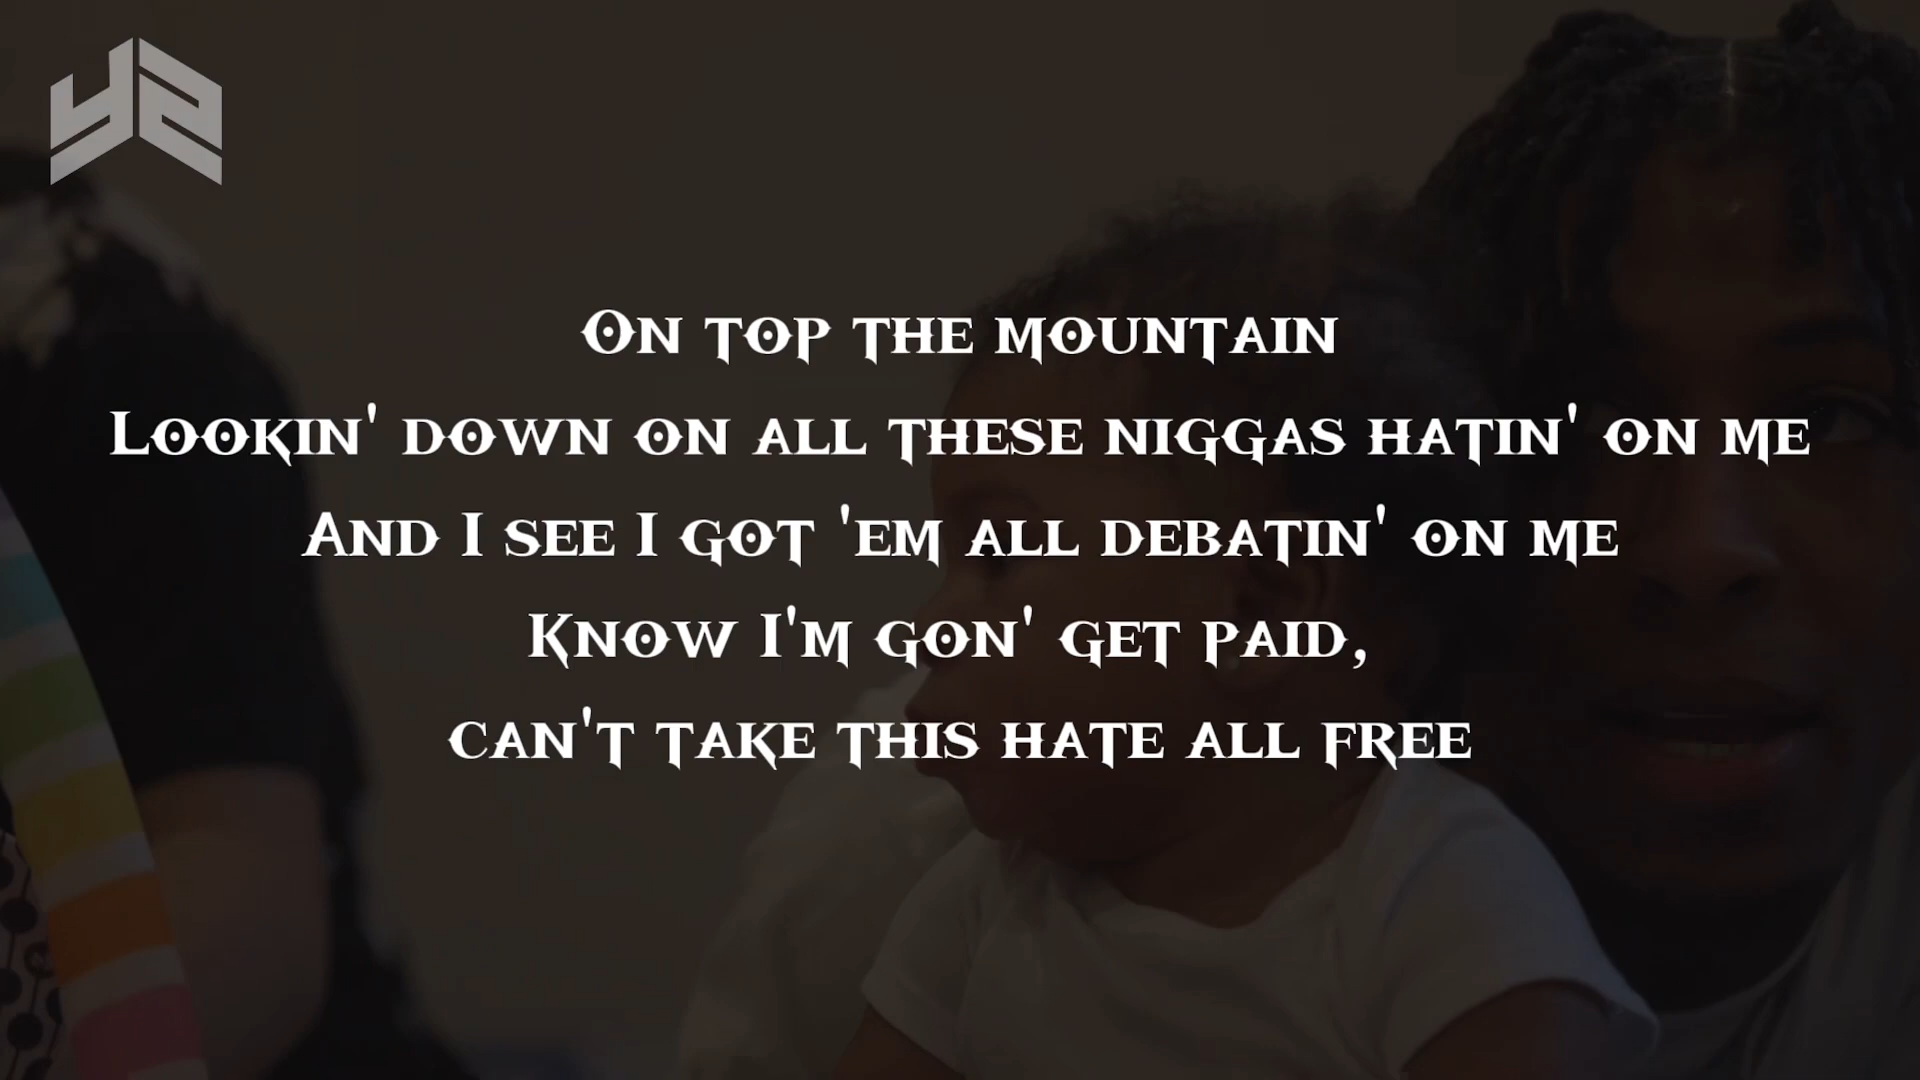 YZ
On top the mountain
Lookin' down on all these niggas hatin' on me
And I see I got 'em all debatin' on me
Know I'm gon' get paid,
can't take this hate all free